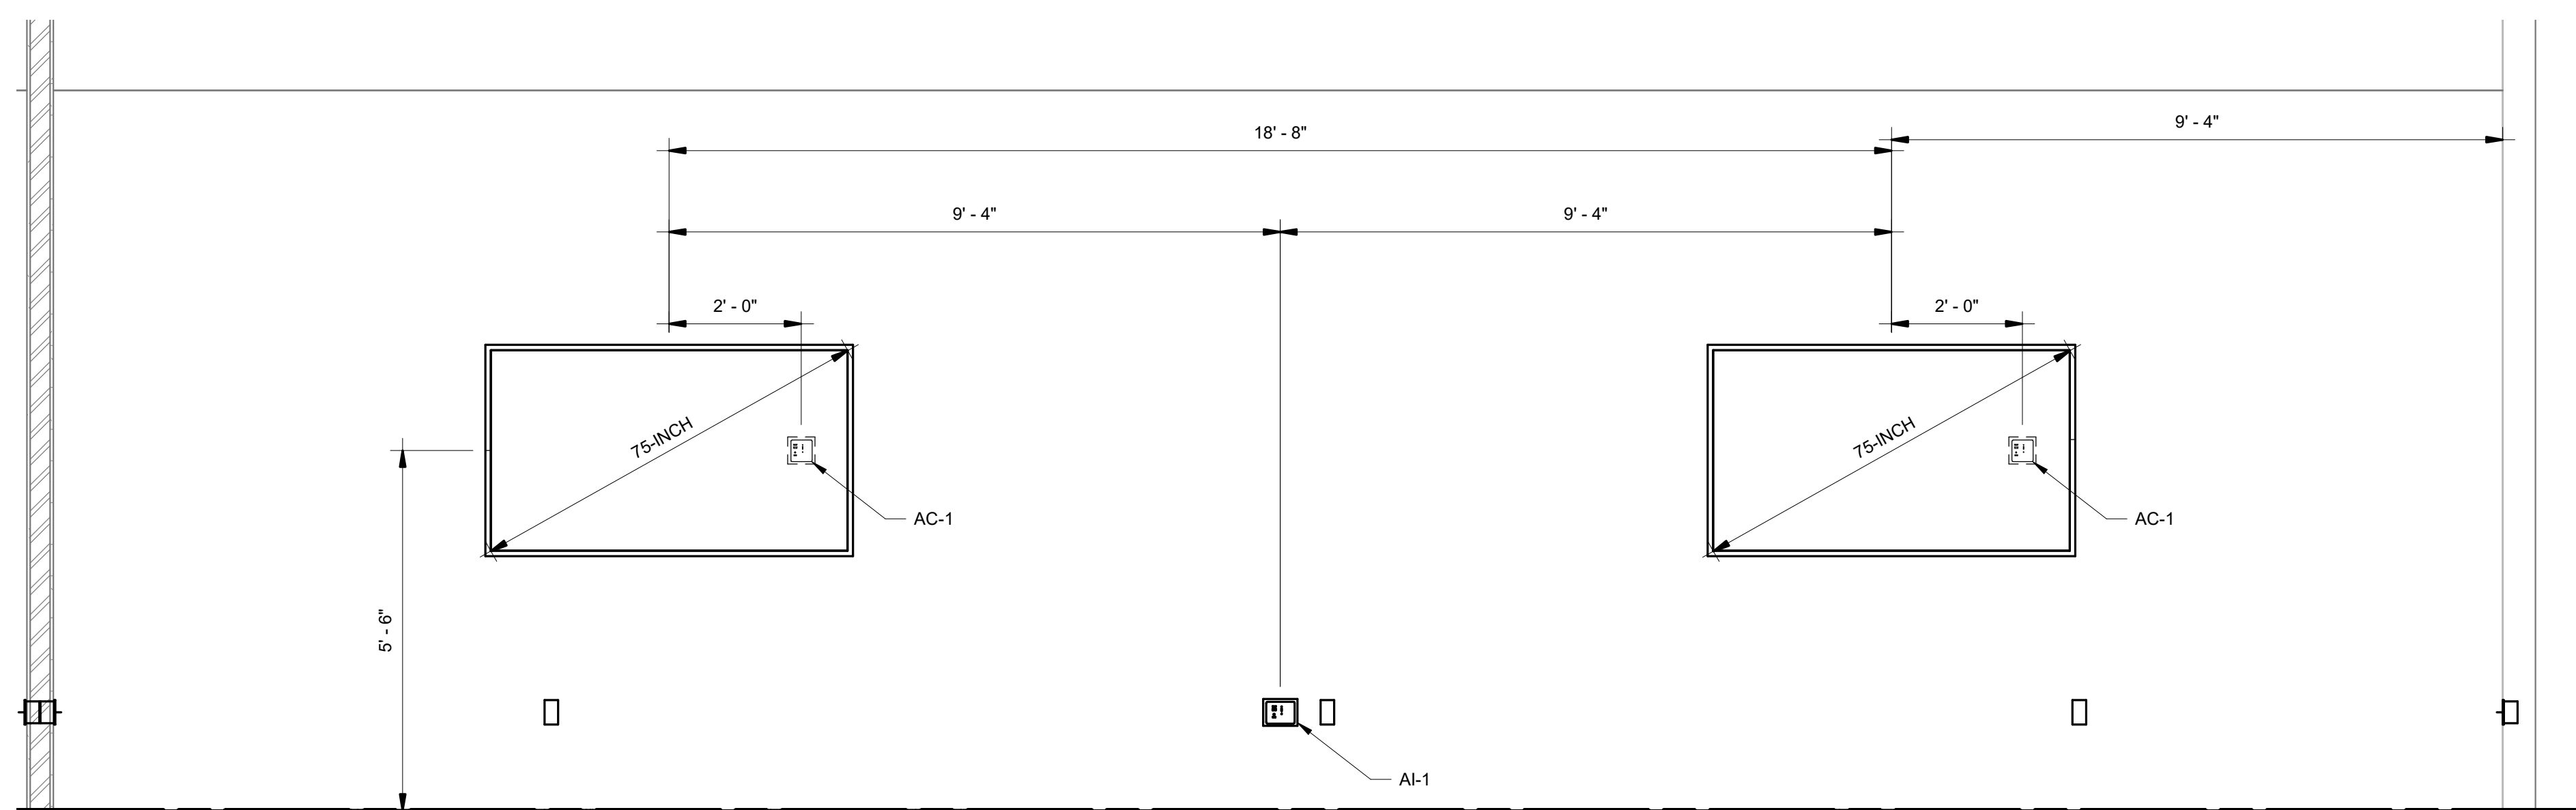 9' - 4"
18' - 8"
9' - 4"
9' - 4"
2' - 0"
2' - 0"
75-INCH
75-INCH
AC-1
AC-1
5' - 6"
AI-1